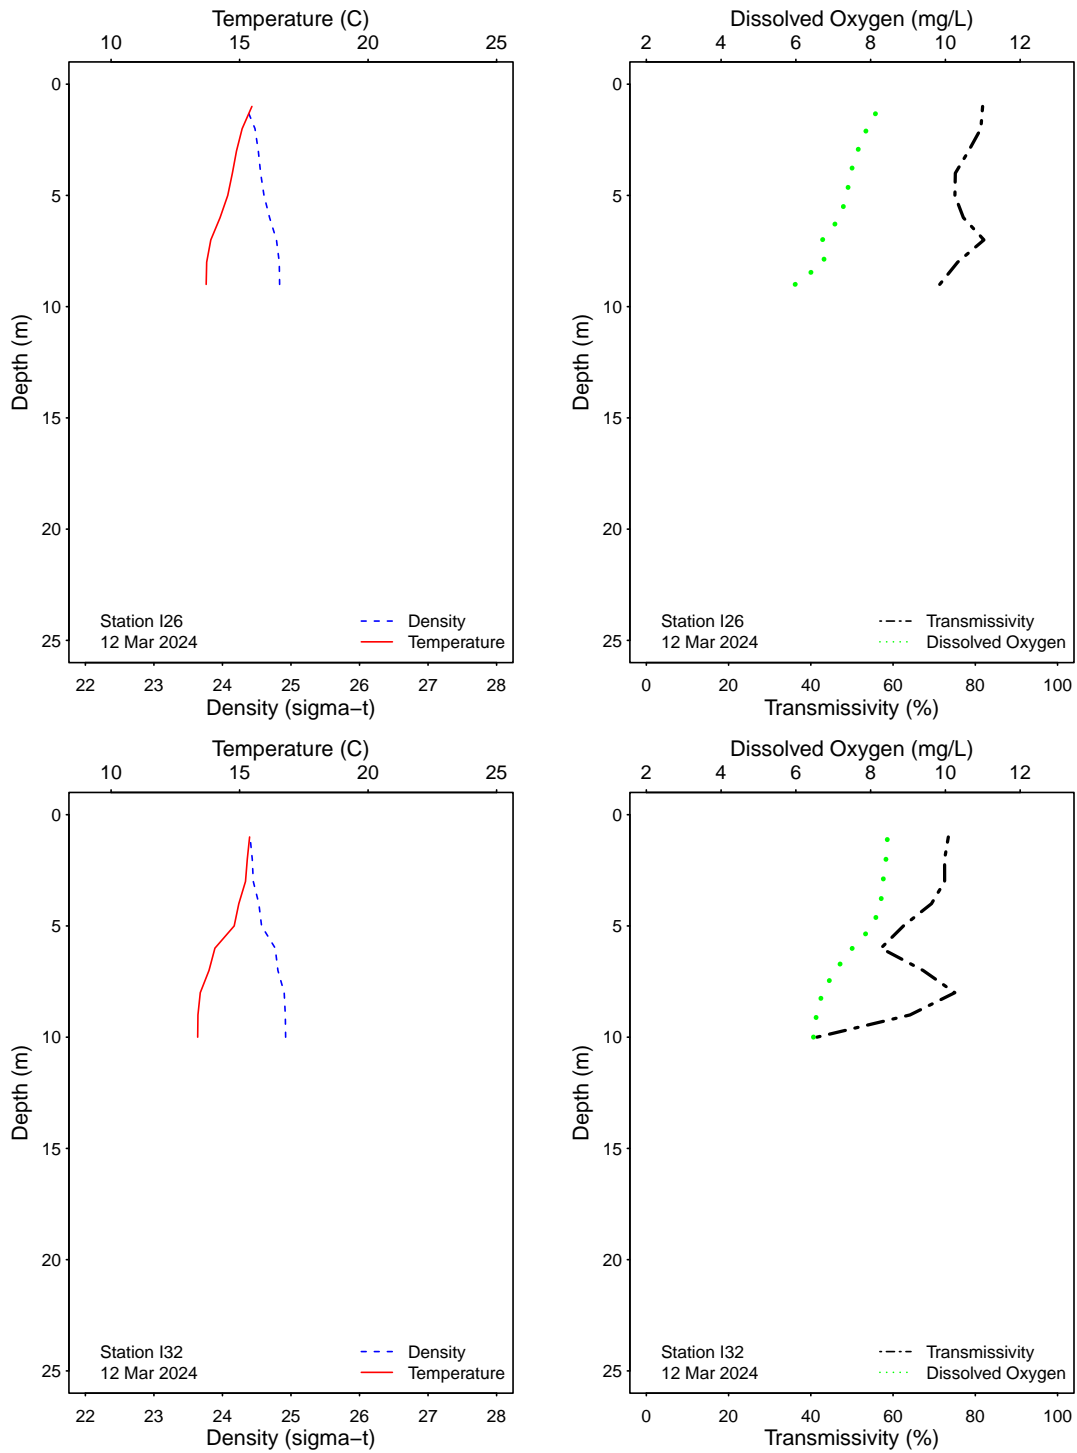 Temperature (C)
10 15 20 25
0
5
10
15
20
25
Depth (m)
Station I26
12 Mar 2024
Density
Temperature
22 23 24 25 26 27 28
Density (sigma−t)
Dissolved Oxygen (mg/L)
2 4 6 8 10 12
0
5
10
15
20
25
Depth (m)
Station I26
12 Mar 2024
Transmissivity
Dissolved Oxygen
0 20 40 60 80 100
Transmissivity (%)
Temperature (C)
10 15 20 25
0
5
10
15
20
25
Depth (m)
Station I32
12 Mar 2024
Density
Temperature
22 23 24 25 26 27 28
Density (sigma−t)
Dissolved Oxygen (mg/L)
2 4 6 8 10 12
0
5
10
15
20
25
Depth (m)
Station I32
12 Mar 2024
Transmissivity
Dissolved Oxygen
0 20 40 60 80 100
Transmissivity (%)